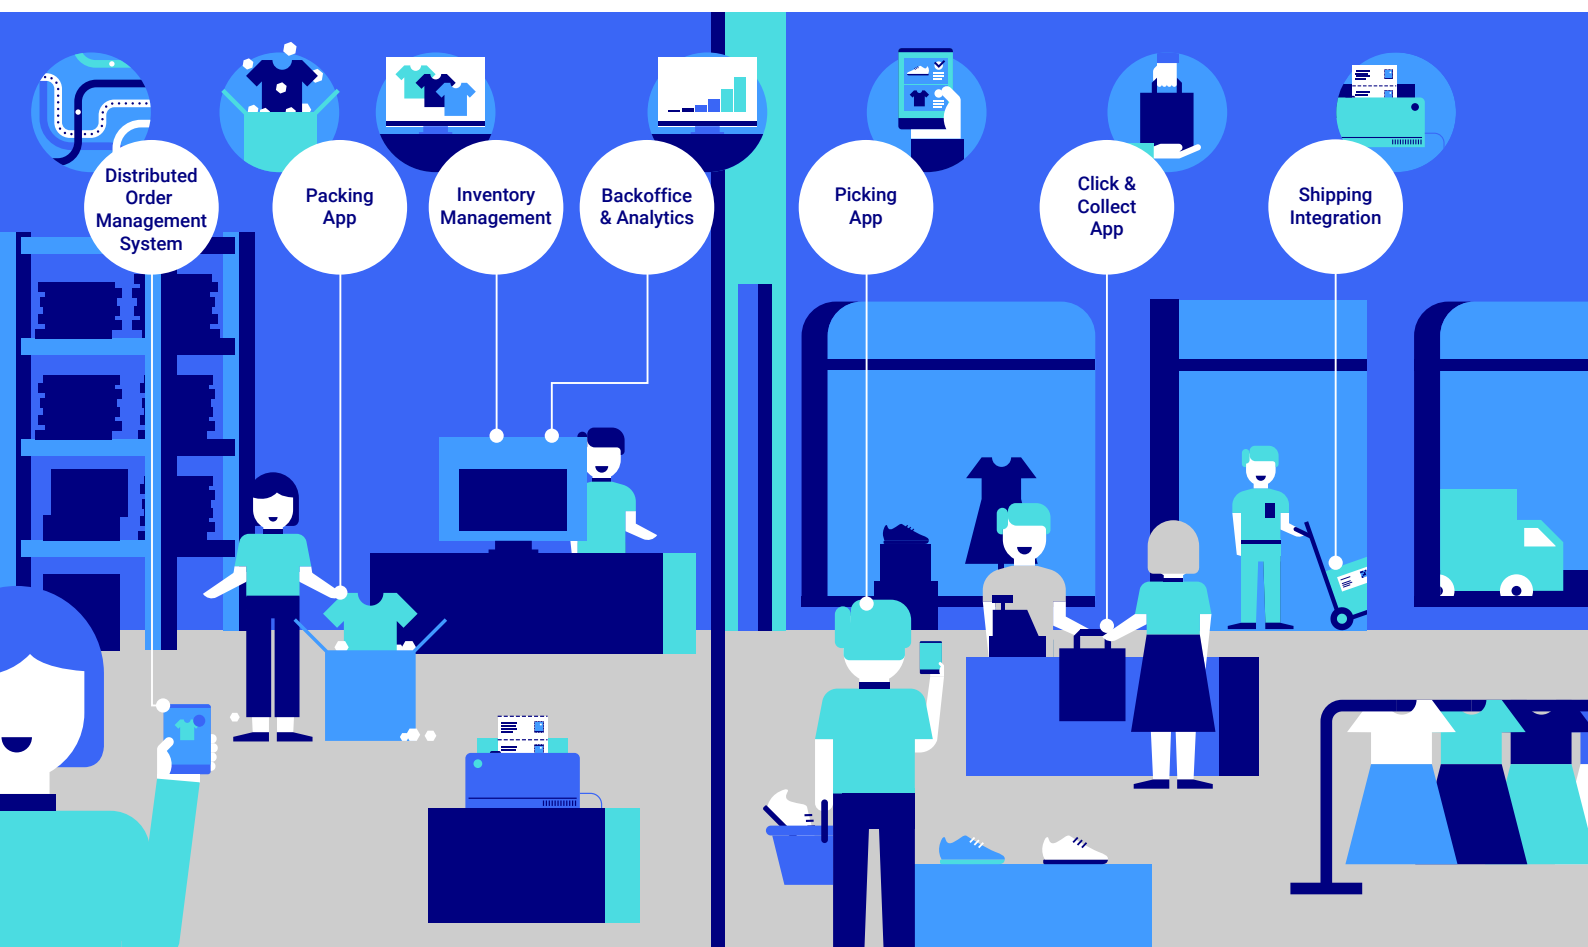 Distributed
Order
Management
System
Packing
App
Inventory
Management
Backoffice
& Analytics
Picking
App
Click &
Collect
App
Shipping
Integration